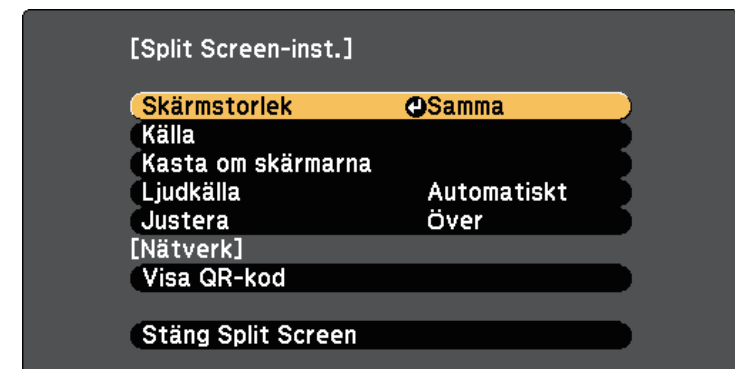 [Split Screen-inst.]
Skärmstorlek Samma
Källa
Kasta om skärmarna
Ljudkälla Automatiskt
Justera Över
[Nätverk]
Visa QR-kod
Stäng Split Screen